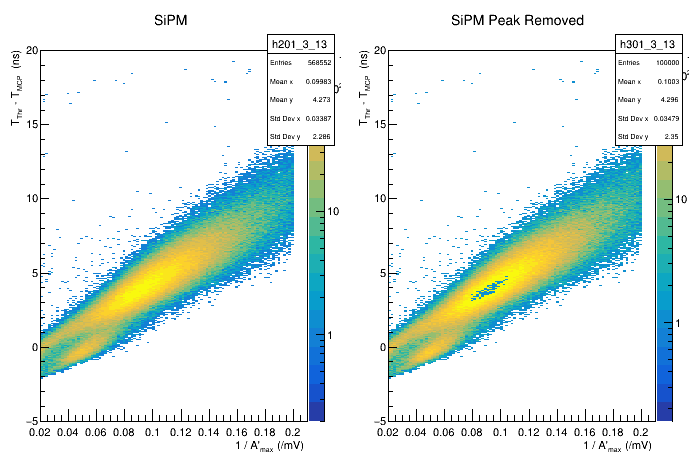 SiPM
h201_3_13
Entries 568552
Mean x 0.09983
Mean y 4.273
Std Dev x 0.03387
Std Dev y 2.286
T_Thr - T_MCP (ns)
20
15
10
5
0
−5
0.02 0.04 0.06 0.08 0.1 0.12 0.14 0.16 0.18 0.2
1 / A'_max (/mV)
10
1
SiPM Peak Removed
h301_3_13
Entries 100000
Mean x 0.1003
Mean y 4.296
Std Dev x 0.03479
Std Dev y 2.35
T_Thr - T_MCP (ns)
20
15
10
5
0
−5
0.02 0.04 0.06 0.08 0.1 0.12 0.14 0.16 0.18 0.2
1 / A'_max (/mV)
10
1